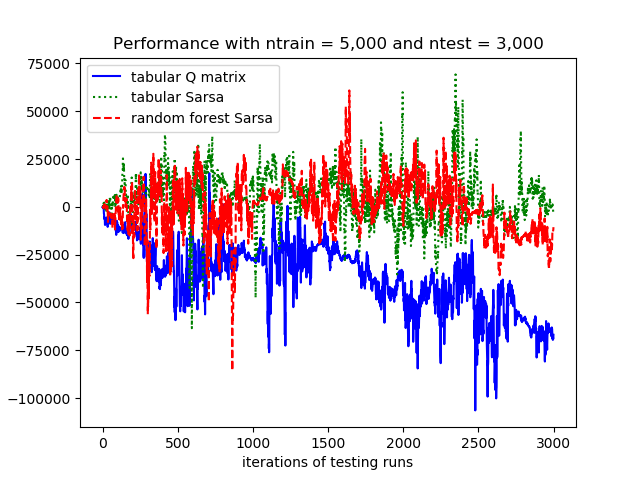 Performance with ntrain = 5,000 and ntest = 3,000
75000
50000
25000
0
−25000
−50000
−75000
−100000
tabular Q matrix
tabular Sarsa
random forest Sarsa
0 500 1000 1500 2000 2500 3000
iterations of testing runs